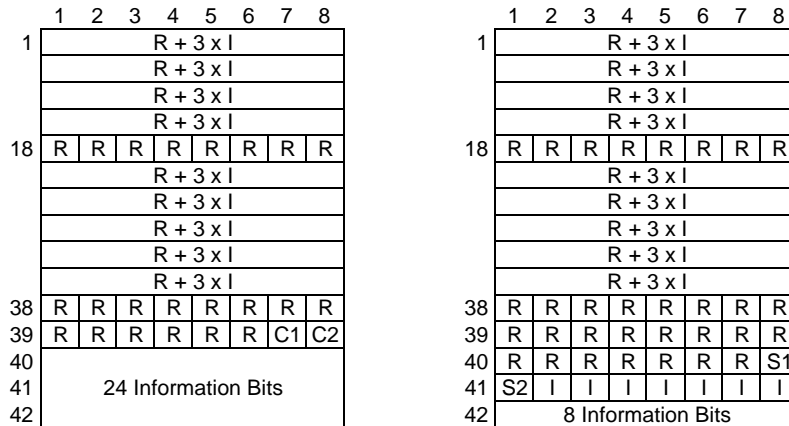 1 2 3 4 5 6 7 8
1 R + 3 x I
R + 3 x I
R + 3 x I
R + 3 x I
18 R R R R R R R R
R + 3 x I
R + 3 x I
R + 3 x I
R + 3 x I
R + 3 x I
38 R R R R R R R R
39 R R R R R R C1 C2
40
41 24 Information Bits
42
1 2 3 4 5 6 7 8
1 R + 3 x I
R + 3 x I
R + 3 x I
R + 3 x I
18 R R R R R R R R
R + 3 x I
R + 3 x I
R + 3 x I
R + 3 x I
R + 3 x I
38 R R R R R R R R
39 R R R R R R R R
40 R R R R R R R S1
41 S2 I I I I I I I
42 8 Information Bits